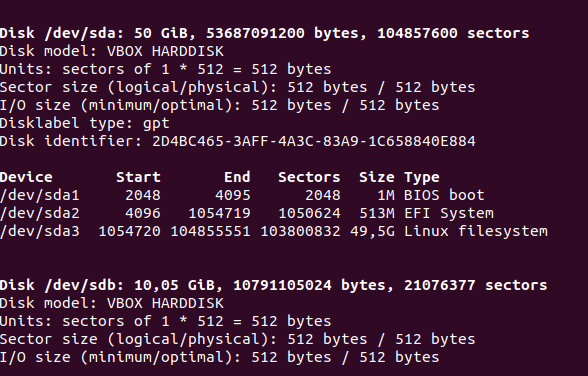 Disk /dev/sda: 50 GiB, 53687091200 bytes, 104857600 sectors
Disk model: VBOX HARDDISK
Units: sectors of 1 * 512 = 512 bytes
Sector size (logical/physical): 512 bytes / 512 bytes
I/O size (minimum/optimal): 512 bytes / 512 bytes
Disklabel type: gpt
Disk identifier: 2D4BC465-3AFF-4A3C-83A9-1C658840E884
Device Start End Sectors Size Type
/dev/sda1 2048 4095 2048 1M BIOS boot
/dev/sda2 4096 1054719 1050624 513M EFI System
/dev/sda3 1054720 104855551 103800832 49,5G Linux filesystem
Disk /dev/sdb: 10,05 GiB, 10791105024 bytes, 21076377 sectors
Disk model: VBOX HARDDISK
Units: sectors of 1 * 512 = 512 bytes
Sector size (logical/physical): 512 bytes / 512 bytes
I/O size (minimum/optimal): 512 bytes / 512 bytes